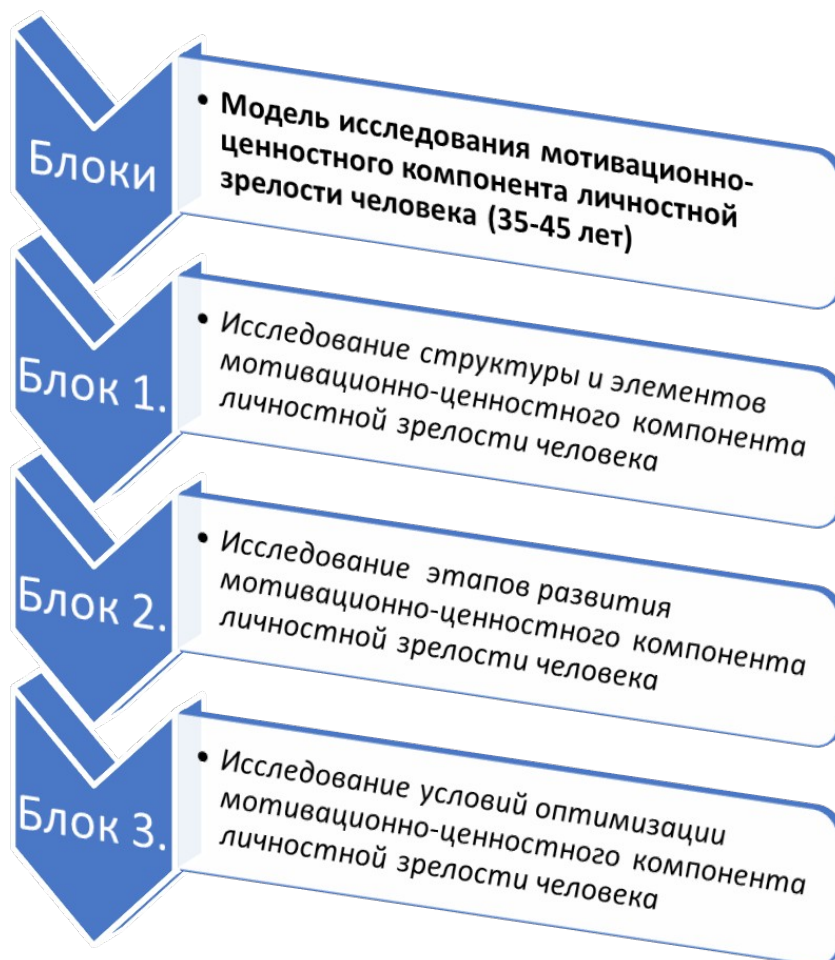 Блоки
• Модель исследования мотивационно-
ценностного компонента личностной
зрелости человека (35-45 лет)
Блок 1.
• Исследование структуры и элементов
мотивационно-ценностного компонента
личностной зрелости человека
Блок 2.
• Исследование этапов развития
мотивационно-ценностного компонента
личностной зрелости человека
Блок 3.
• Исследование условий оптимизации
мотивационно-ценностного компонента
личностной зрелости человека